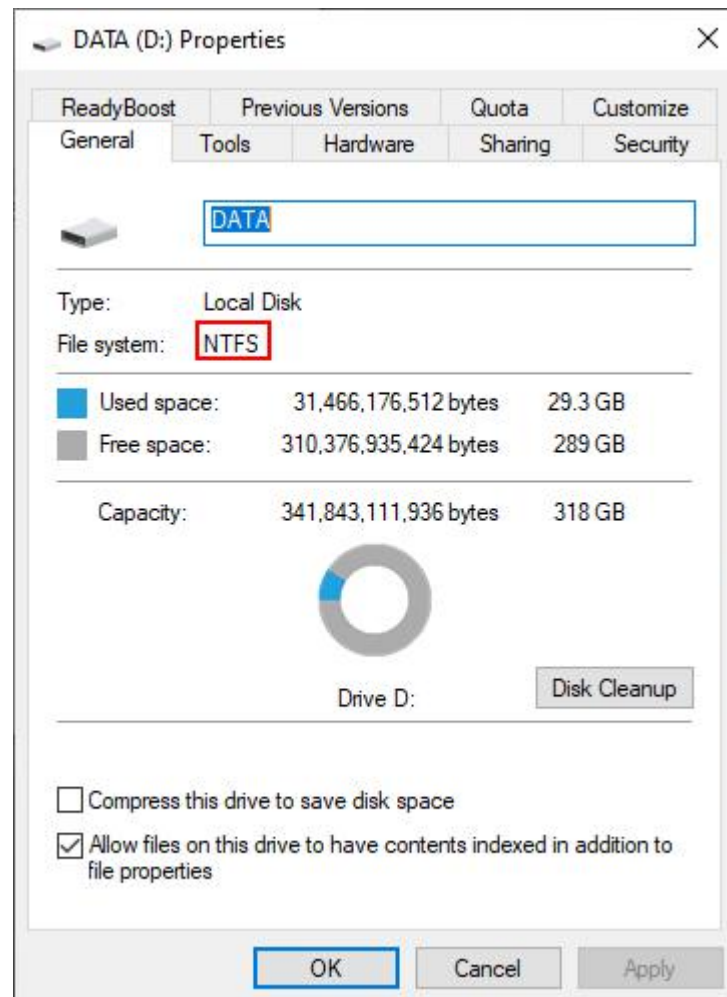 DATA (D:) Properties
ReadyBoost Previous Versions Quota Customize
General Tools Hardware Sharing Security
DATA
Type: Local Disk
File system: NTFS
Used space: 31,466,176,512 bytes 29.3 GB
Free space: 310,376,935,424 bytes 289 GB
Capacity: 341,843,111,936 bytes 318 GB
Drive D:
Disk Cleanup
Compress this drive to save disk space
Allow files on this drive to have contents indexed in addition to
file properties
OK Cancel Apply